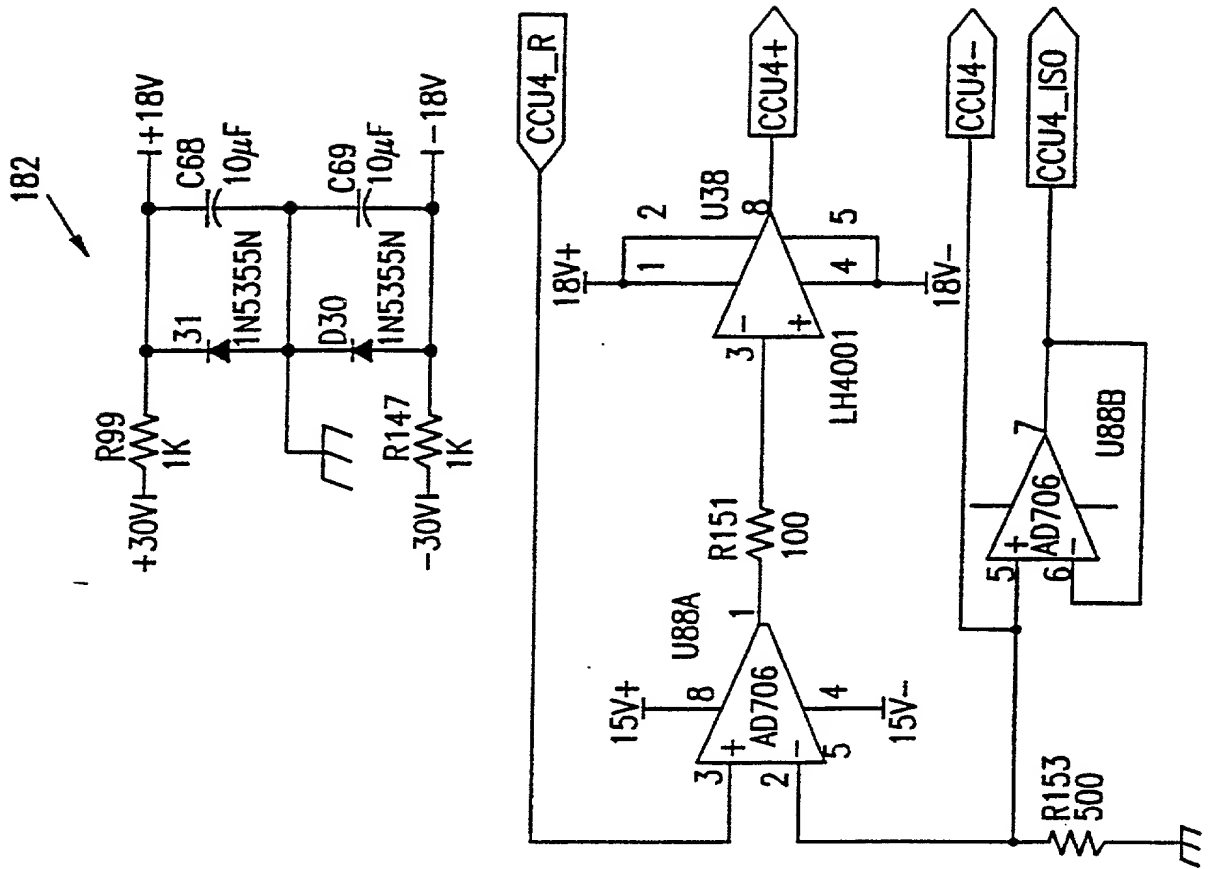 182
+30V
R99
1K
+18V
31
1N5355N
C68
10μF
D30
1N5355N
C69
10μF
-30V
R147
1K
-18V
CCU4_R
15V+
8
U88A
3
+
AD706
1
2
-
5
4
15V-
R151
100
18V+
1
2
U38
3
-
8
+
4
5
LH4001
18V-
CCU4+
CCU4-
CCU4_ISO
5
+
AD706
7
6
-
U88B
R153
500